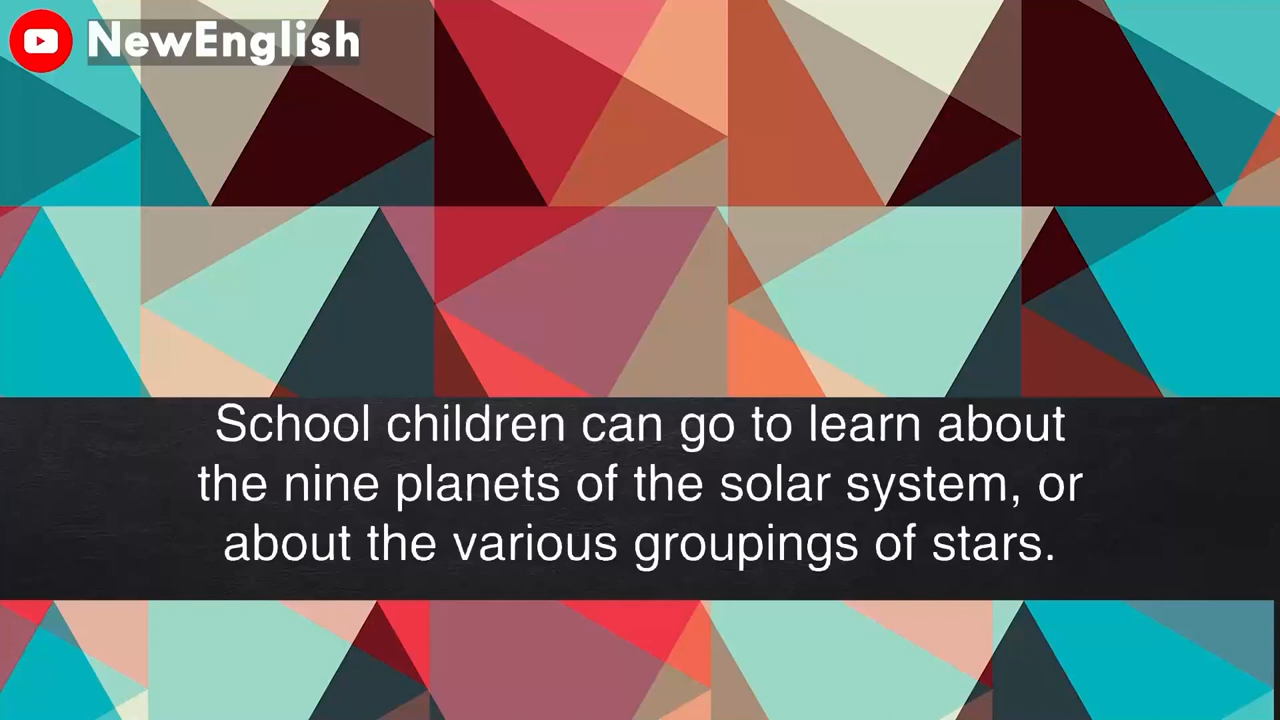 NewEnglish
School children can go to learn about
the nine planets of the solar system, or
about the various groupings of stars.